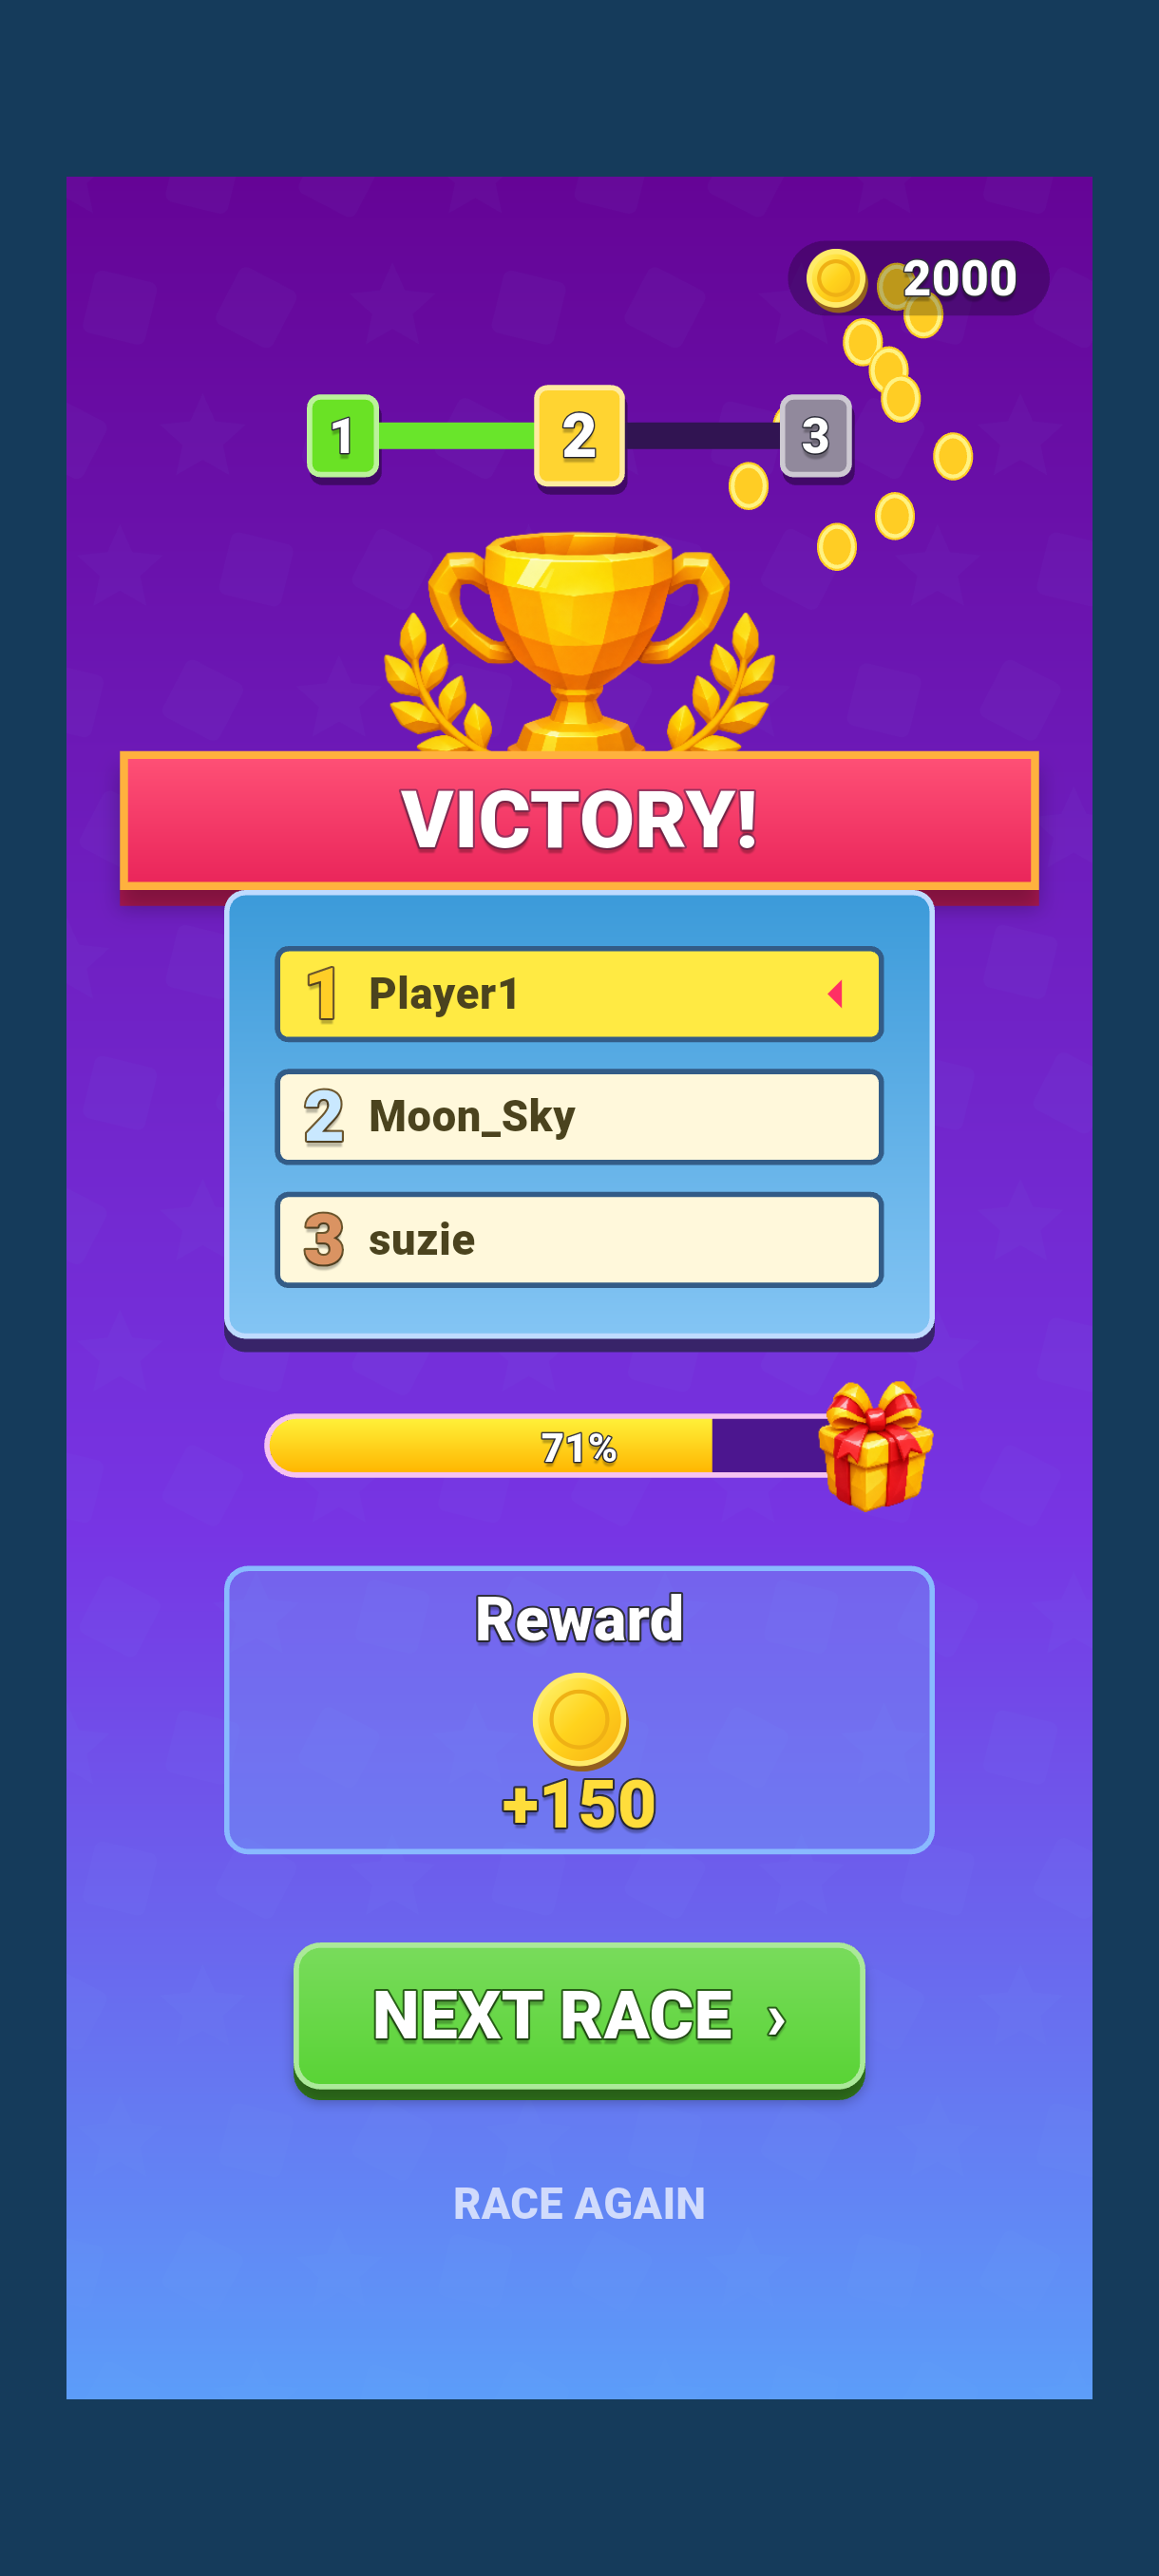 2000
1 2 3
VICTORY!
1 Player1
2 Moon_Sky
3 suzie
71%
Reward
+150
NEXT RACE ›
RACE AGAIN